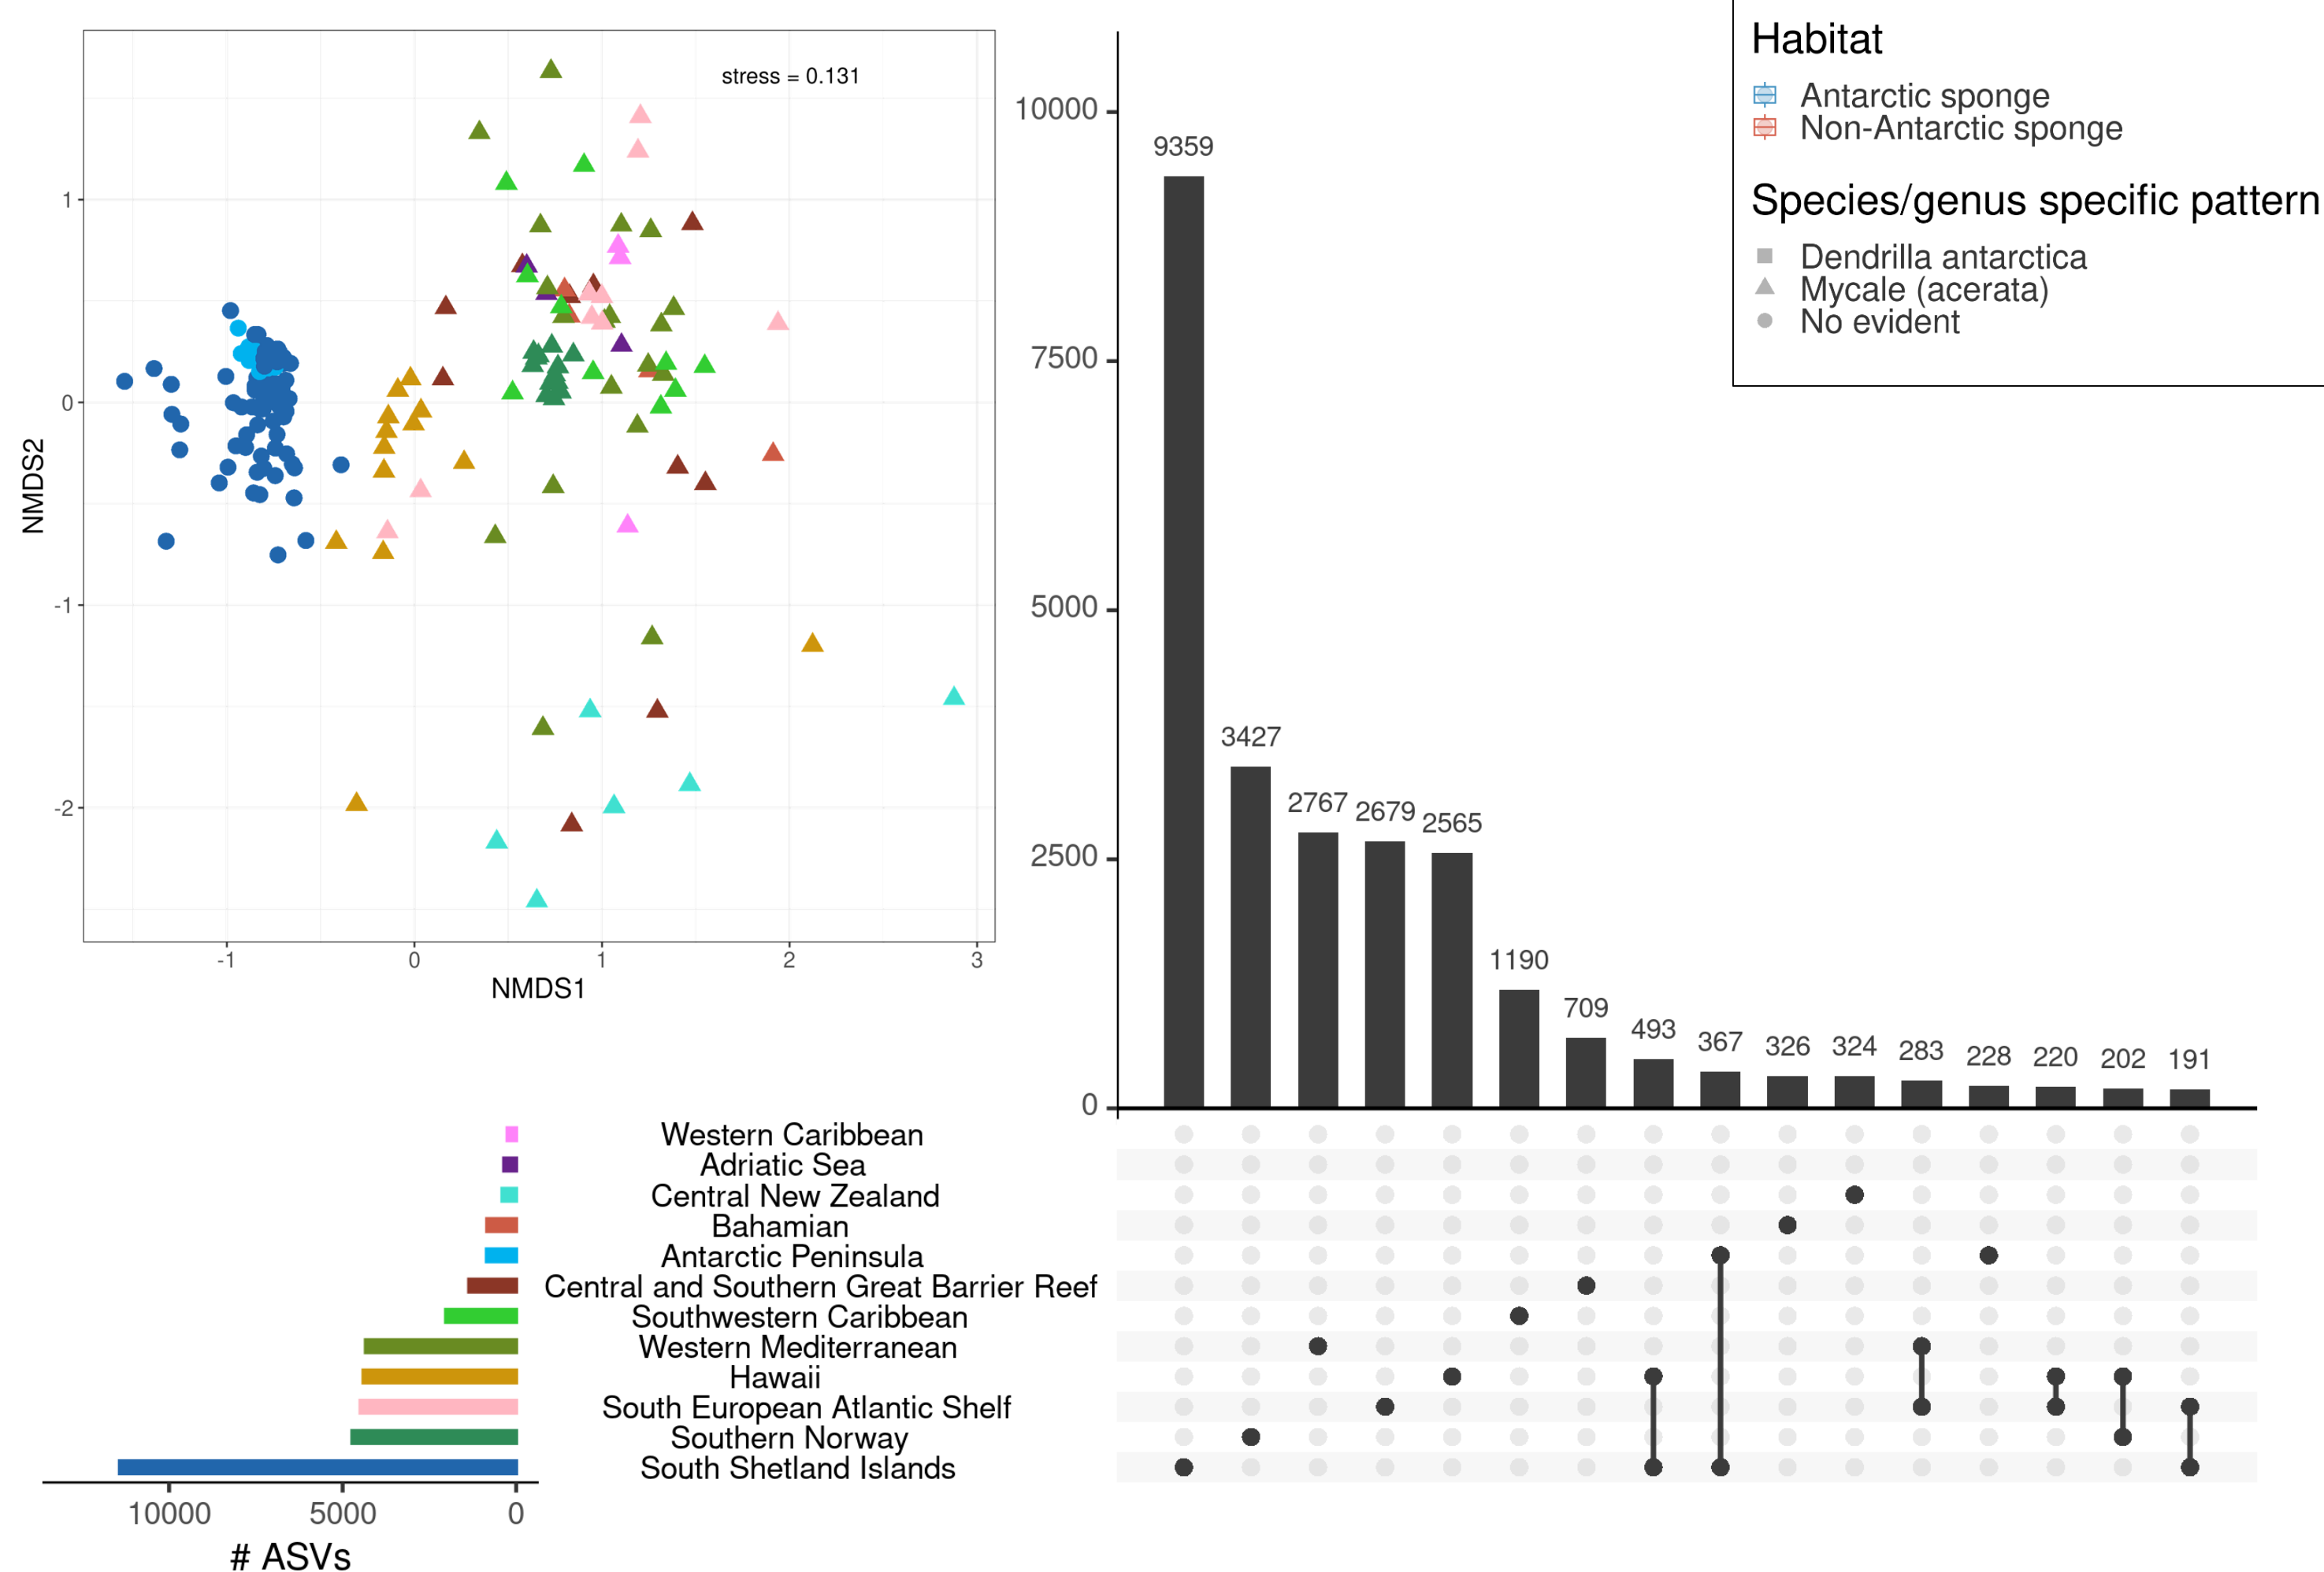 stress = 0.131
1
0
-1
-2
NMDS2
-1
0
1
2
3
NMDS1
10000
7500
5000
2500
0
9359
3427
2767
2679
2565
1190
709
493
367
326
324
283
228
220
202
191
Habitat
Antarctic sponge
Non-Antarctic sponge
Species/genus specific pattern
Dendrilla antarctica
Mycale (acerata)
No evident
Western Caribbean
Adriatic Sea
Central New Zealand
Bahamian
Antarctic Peninsula
Central and Southern Great Barrier Reef
Southwestern Caribbean
Western Mediterranean
Hawaii
South European Atlantic Shelf
Southern Norway
South Shetland Islands
10000
5000
0
# ASVs